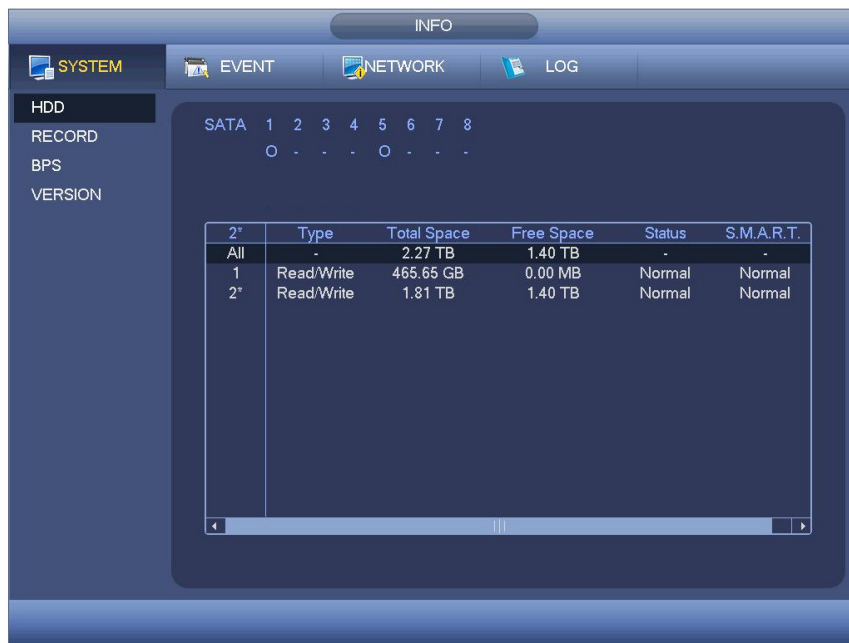 INFO
SYSTEM EVENT NETWORK LOG
HDD
RECORD
BPS
VERSION
SATA 1 2 3 4 5 6 7 8
O - - - O - - -
2* Type Total Space Free Space Status S.M.A.R.T.
All - 2.27 TB 1.40 TB - -
1 Read/Write 465.65 GB 0.00 MB Normal Normal
2* Read/Write 1.81 TB 1.40 TB Normal Normal